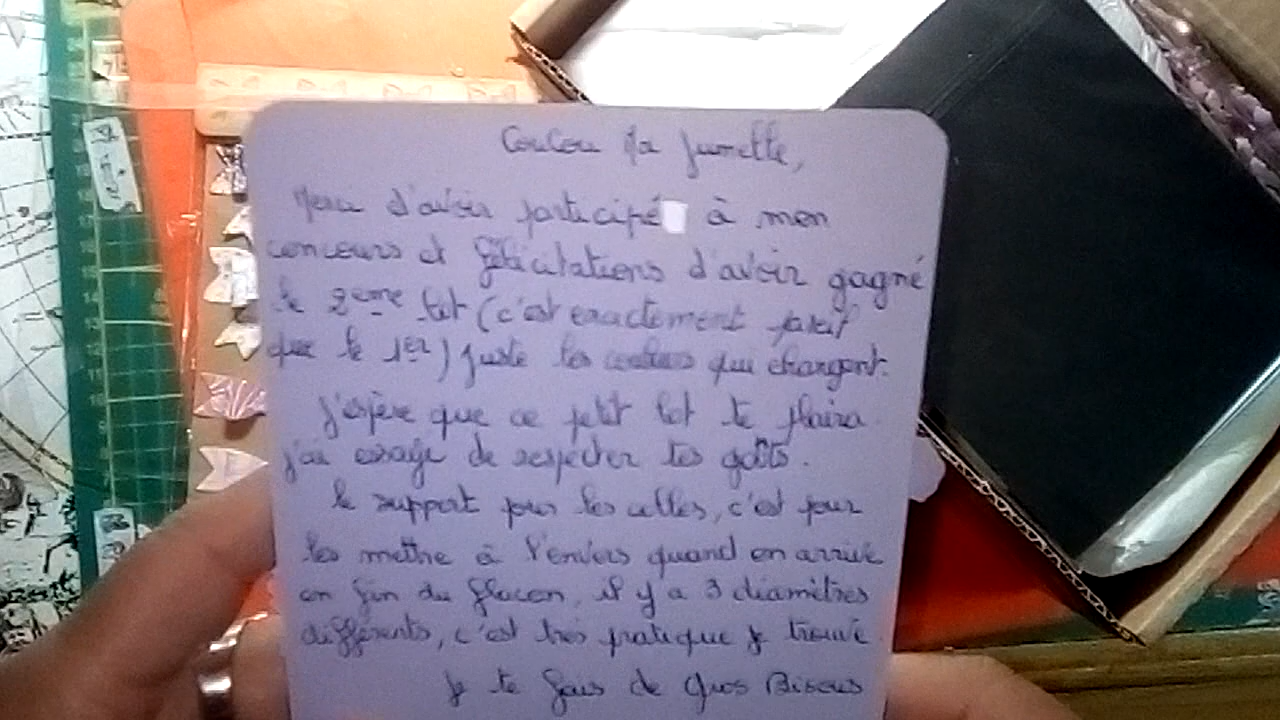 Coucou Ma Jumelle,
Merci d'avoir participé à mon
concours et félicitations d'avoir gagné
le 2ème lot (c'est exactement pareil
que le 1er) juste les couleurs qui changent.
J'espère que ce petit lot te plaira
j'ai essayé de respecter tes goûts.
le support pour les colles, c'est pour
les mettre à l'envers quand on arrive
en fin du flacon, il y a 3 diamètres
différents, c'est très pratique je trouve.
je te fais de Gros Bisous